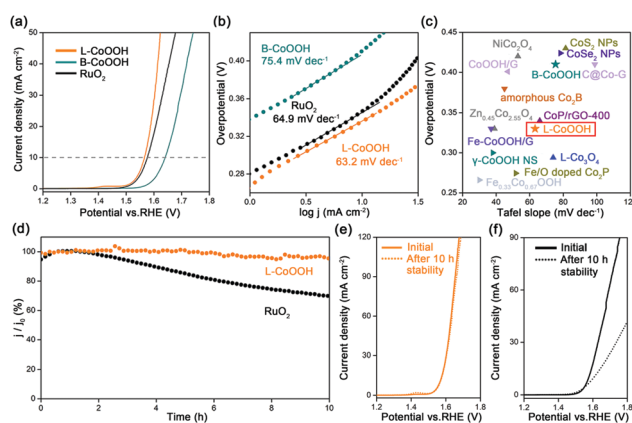 (a)
Current density (mA cm-2)
50
40
30
20
10
0
L-CoOOH
B-CoOOH
RuO2
1.2 1.3 1.4 1.5 1.6 1.7 1.8
Potential vs.RHE (V)
(b)
Overpotential (V)
0.40
0.36
0.32
0.28
0.24
B-CoOOH
75.4 mV dec-1
RuO2
64.9 mV dec-1
L-CoOOH
63.2 mV dec-1
0.0 0.5 1.0 1.5
log j (mA cm-2)
(c)
Overpotential (V)
0.45
0.40
0.35
0.30
0.25
NiCo2O4
CoS2 NPs
CoSe2 NPs
CoOOH/G
B-CoOOH
C@Co-G
amorphous Co2B
Zn0.45Co2.55O4
CoP/rGO-400
L-CoOOH
Fe-CoOOH/G
γ-CoOOH NS
L-Co3O4
Fe/O doped Co2P
Fe0.33Co0.67OOH
20 40 60 80 100 120
Tafel slope (mV dec-1)
(d)
j / j0 (%)
100
80
60
40
20
0
L-CoOOH
RuO2
0 2 4 6 8 10
Time (h)
(e)
Current density (mA cm-2)
120
90
60
30
0
Initial
After 10 h
stability
1.2 1.4 1.6 1.8
Potential vs.RHE (V)
(f)
Current density (mA cm-2)
90
60
30
0
Initial
After 10 h
stability
1.2 1.4 1.6 1.8
Potential vs.RHE (V)